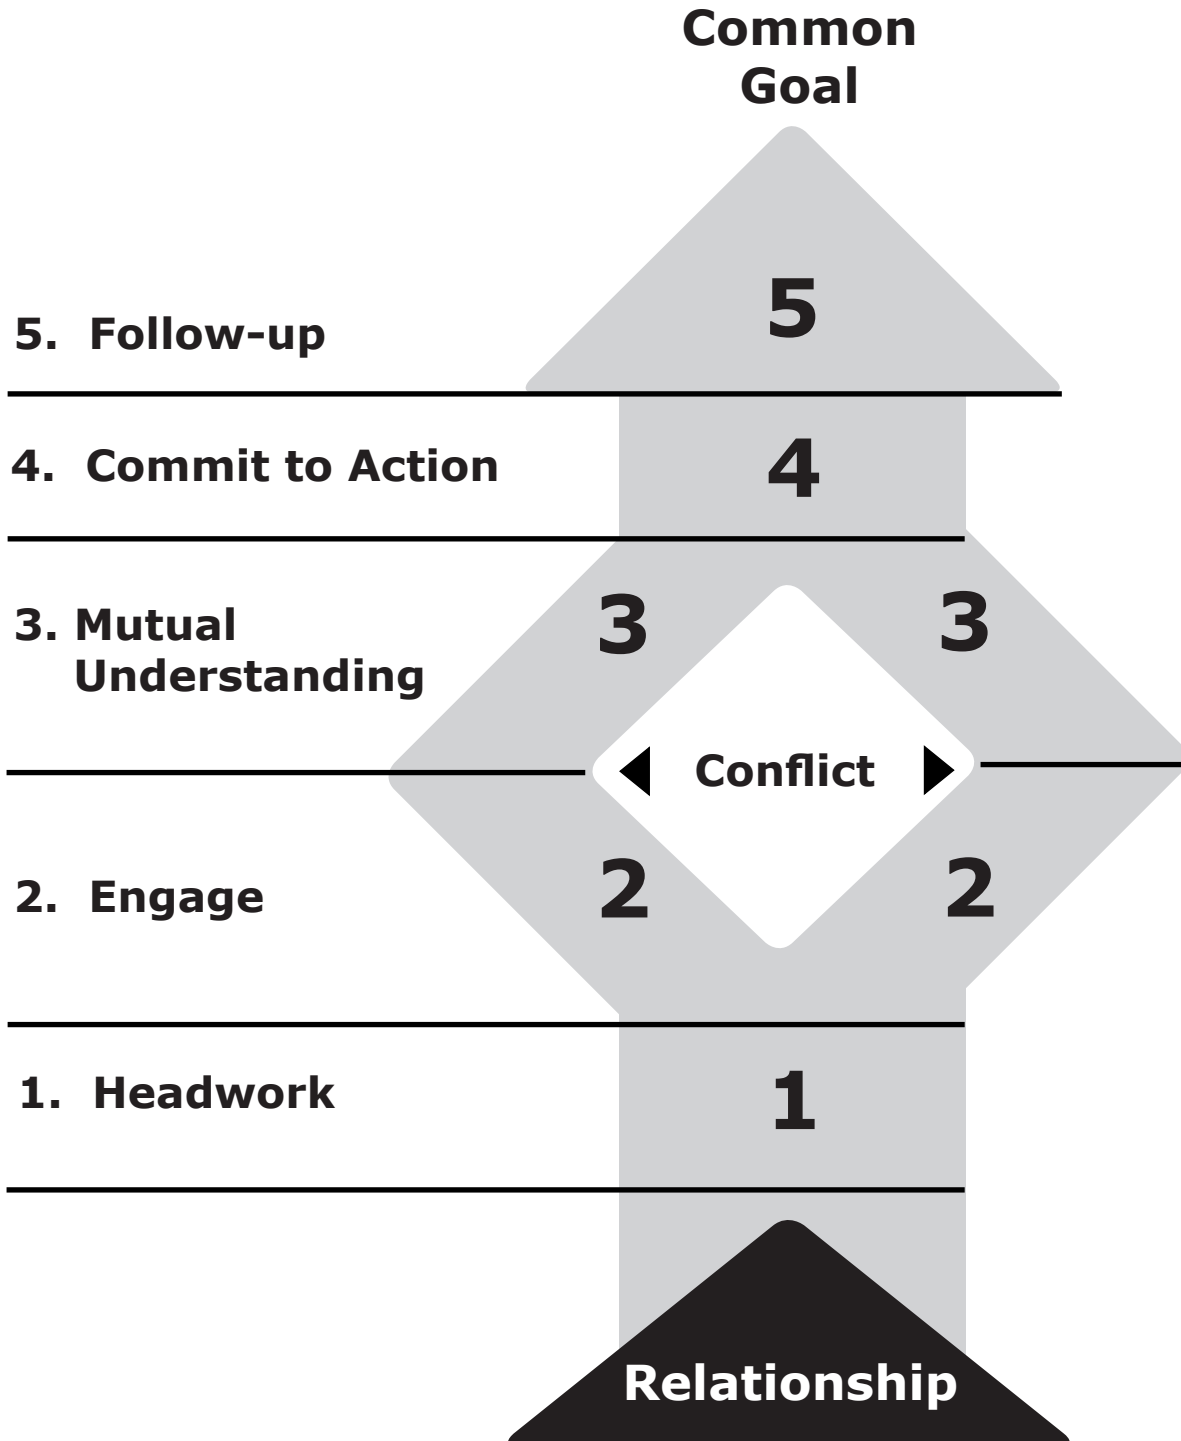 Common
Goal
5
5. Follow-up
4. Commit to Action
4
3. Mutual
Understanding
3
3
Conflict
2. Engage
2
2
1. Headwork
1
Relationship